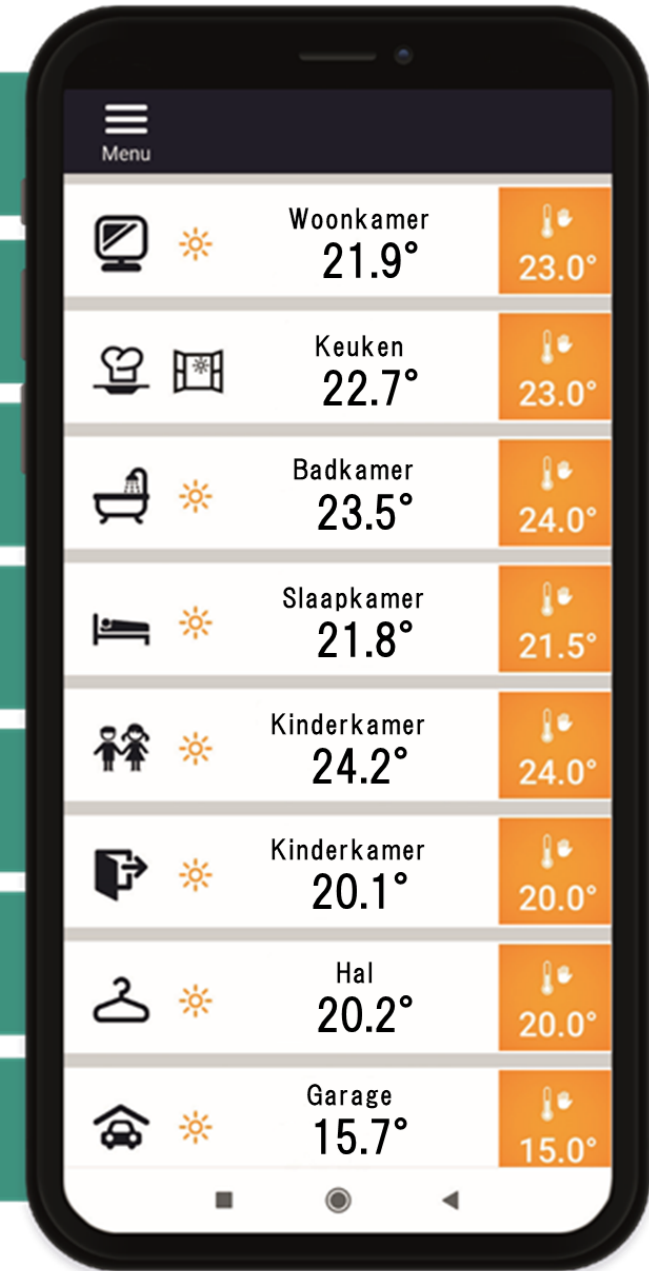 Menu
Woonkamer
21.9°
23.0°
Keuken
22.7°
23.0°
Badkamer
23.5°
24.0°
Slaapkamer
21.8°
21.5°
Kinderkamer
24.2°
24.0°
Kinderkamer
20.1°
20.0°
Hal
20.2°
20.0°
Garage
15.7°
15.0°